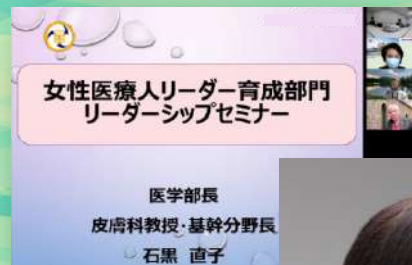 女性医療人リーダー育成部門
リーダーシップセミナー
医学部長
皮膚科教授・基幹分野長
石黒 直子